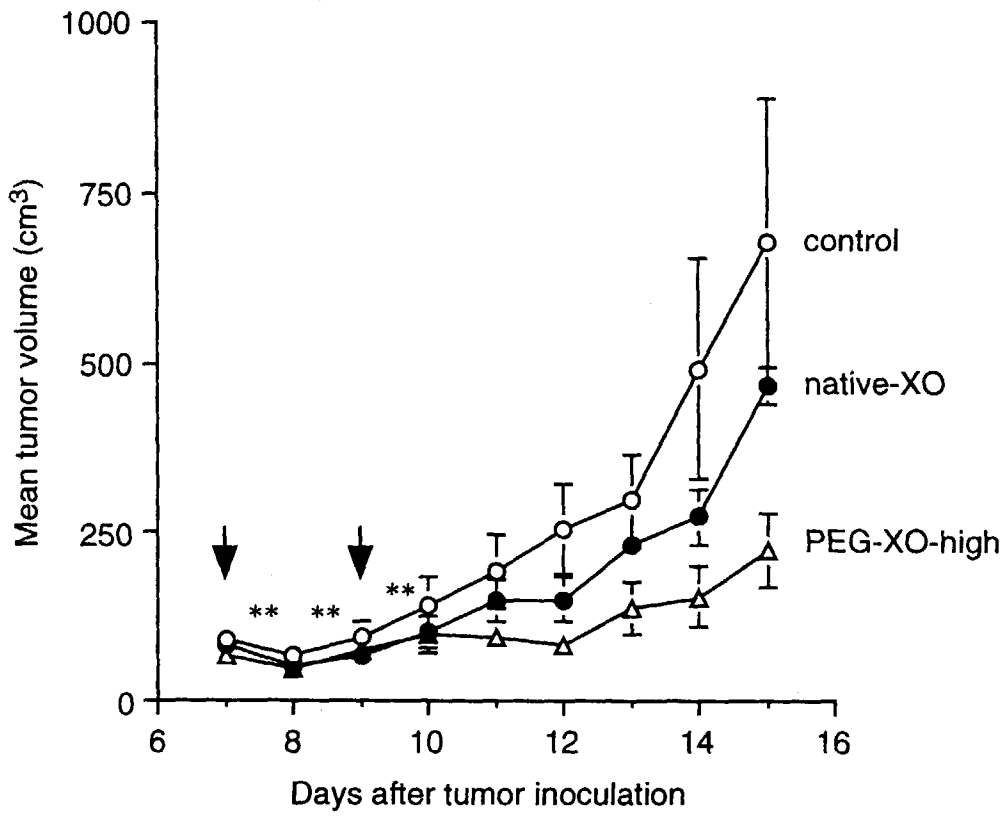 1000
750
500
250
0
Mean tumor volume (cm³)
control
native-XO
PEG-XO-high
** ** **
6 8 10 12 14 16
Days after tumor inoculation